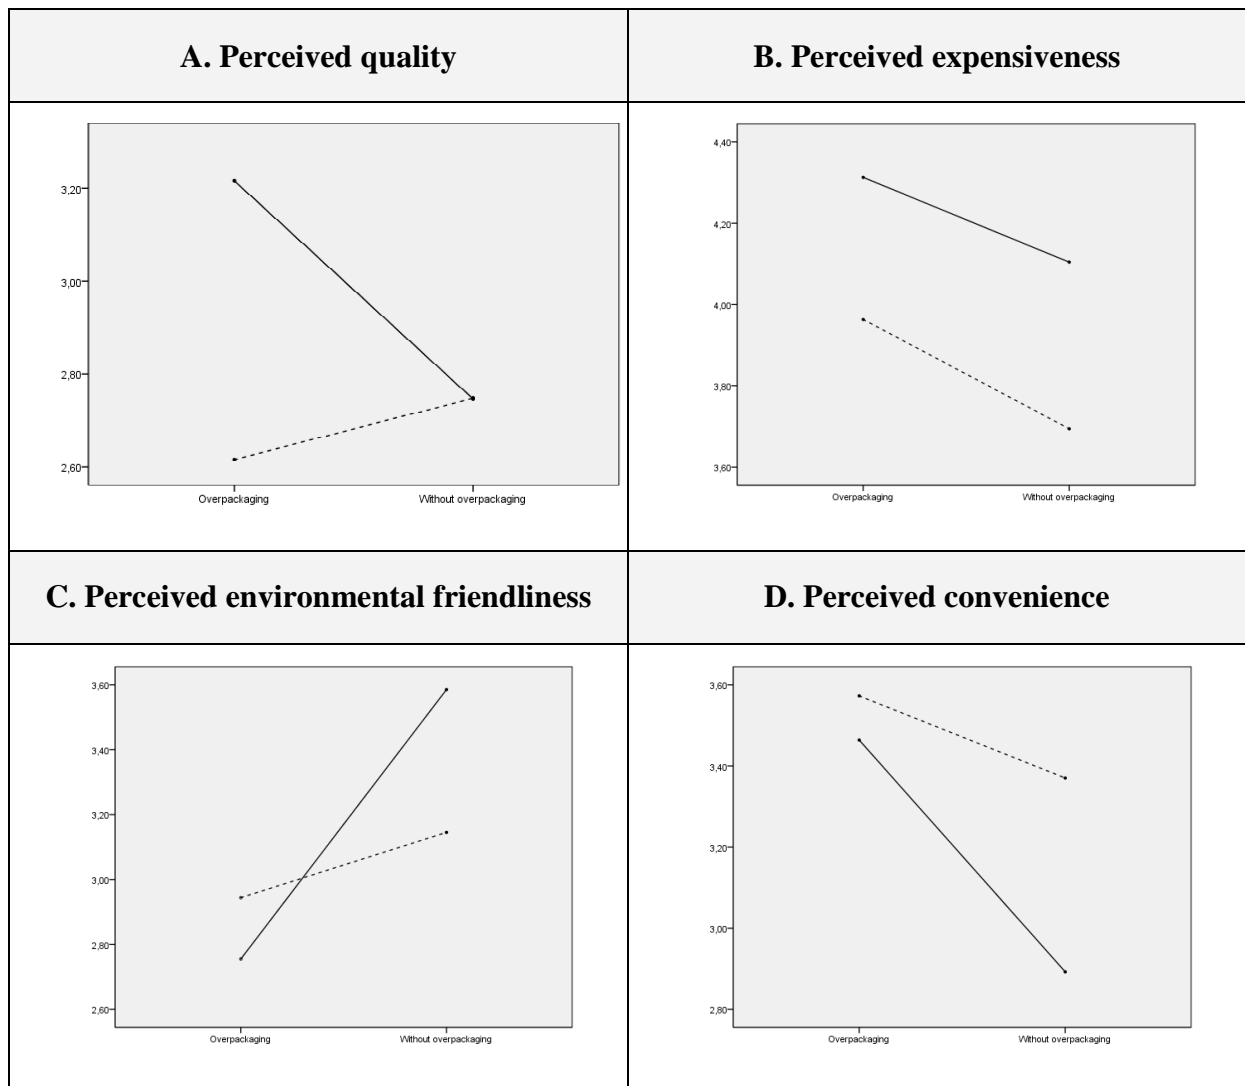 A. Perceived quality
B. Perceived expensiveness
3,20
3,00
2,80
2,60
Overpackaging
Without overpackaging
4,40
4,20
4,00
3,80
3,60
Overpackaging
Without overpackaging
C. Perceived environmental friendliness
D. Perceived convenience
3,60
3,40
3,20
3,00
2,80
2,60
Overpackaging
Without overpackaging
3,60
3,40
3,20
3,00
2,80
Overpackaging
Without overpackaging